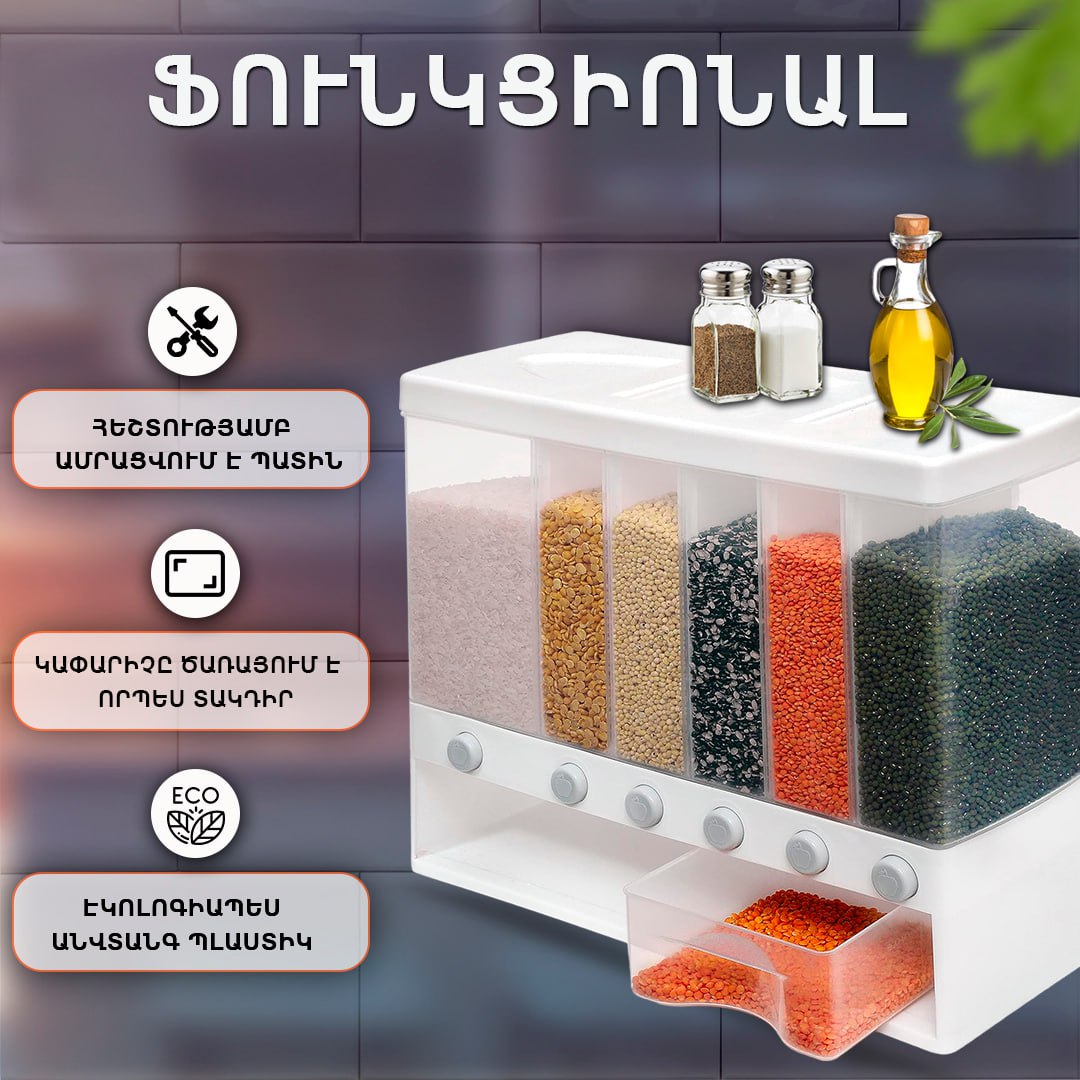 ՖՈՒՆԿՑԻՈՆԱԼ
ՀԵՇՏՈՒԹՅԱՄԲ
ԱՄՐԱՑՎՈՒՄ Է ՊԱՏԻՆ
ԿԱՓԱՐԻՉԸ ԾԱՌԱՅՈՒՄ Է
ՈՐՊԵՍ ՏԱԿԴԻՐ
ECO
ԷԿՈԼՈԳԻԱՊԵՍ
ԱՆՎՏԱՆԳ ՊԼԱՍՏԻԿ